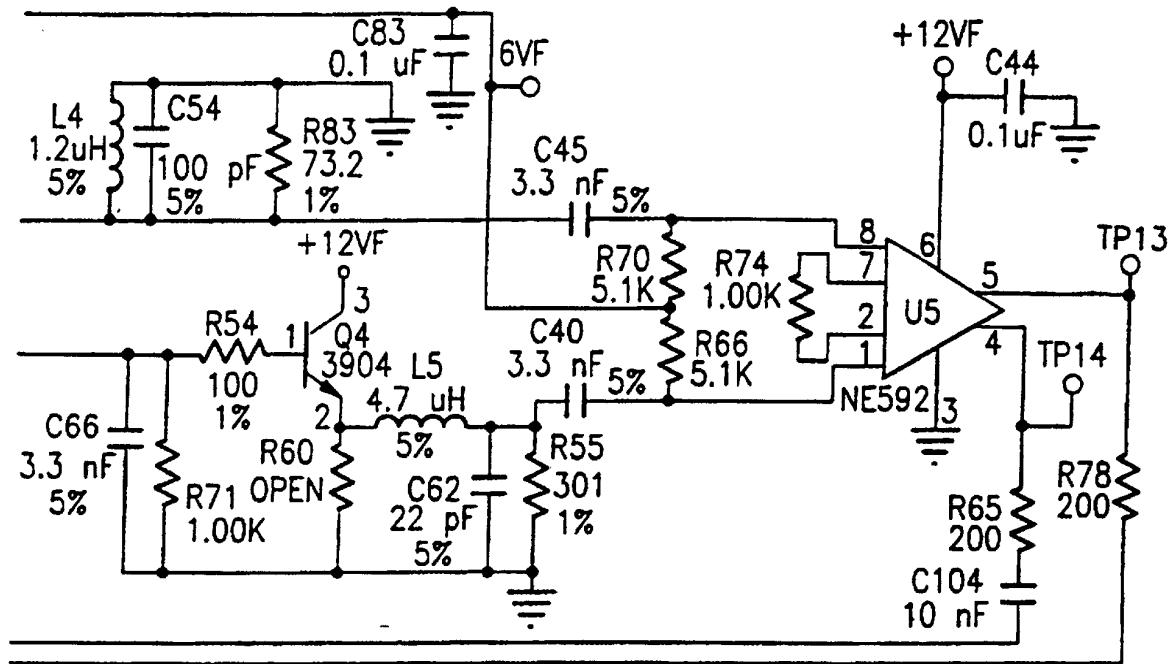 C83
0.1 uF
6VF
+12VF
C44
0.1uF
L4
1.2uH
5%
C54
100 pF
5%
R83
73.2
1%
C45
3.3 nF
5%
+12VF
3
R54
100
1%
1
Q4
3904
2
L5
4.7 uH
5%
C40
3.3 nF
5%
R70
5.1K
R66
5.1K
R74
1.00K
8
7
2
1
6
U5
5
4
3
NE592
TP13
TP14
C66
3.3 nF
5%
R71
1.00K
R60
OPEN
C62
22 pF
5%
R55
301
1%
R65
200
R78
200
C104
10 nF